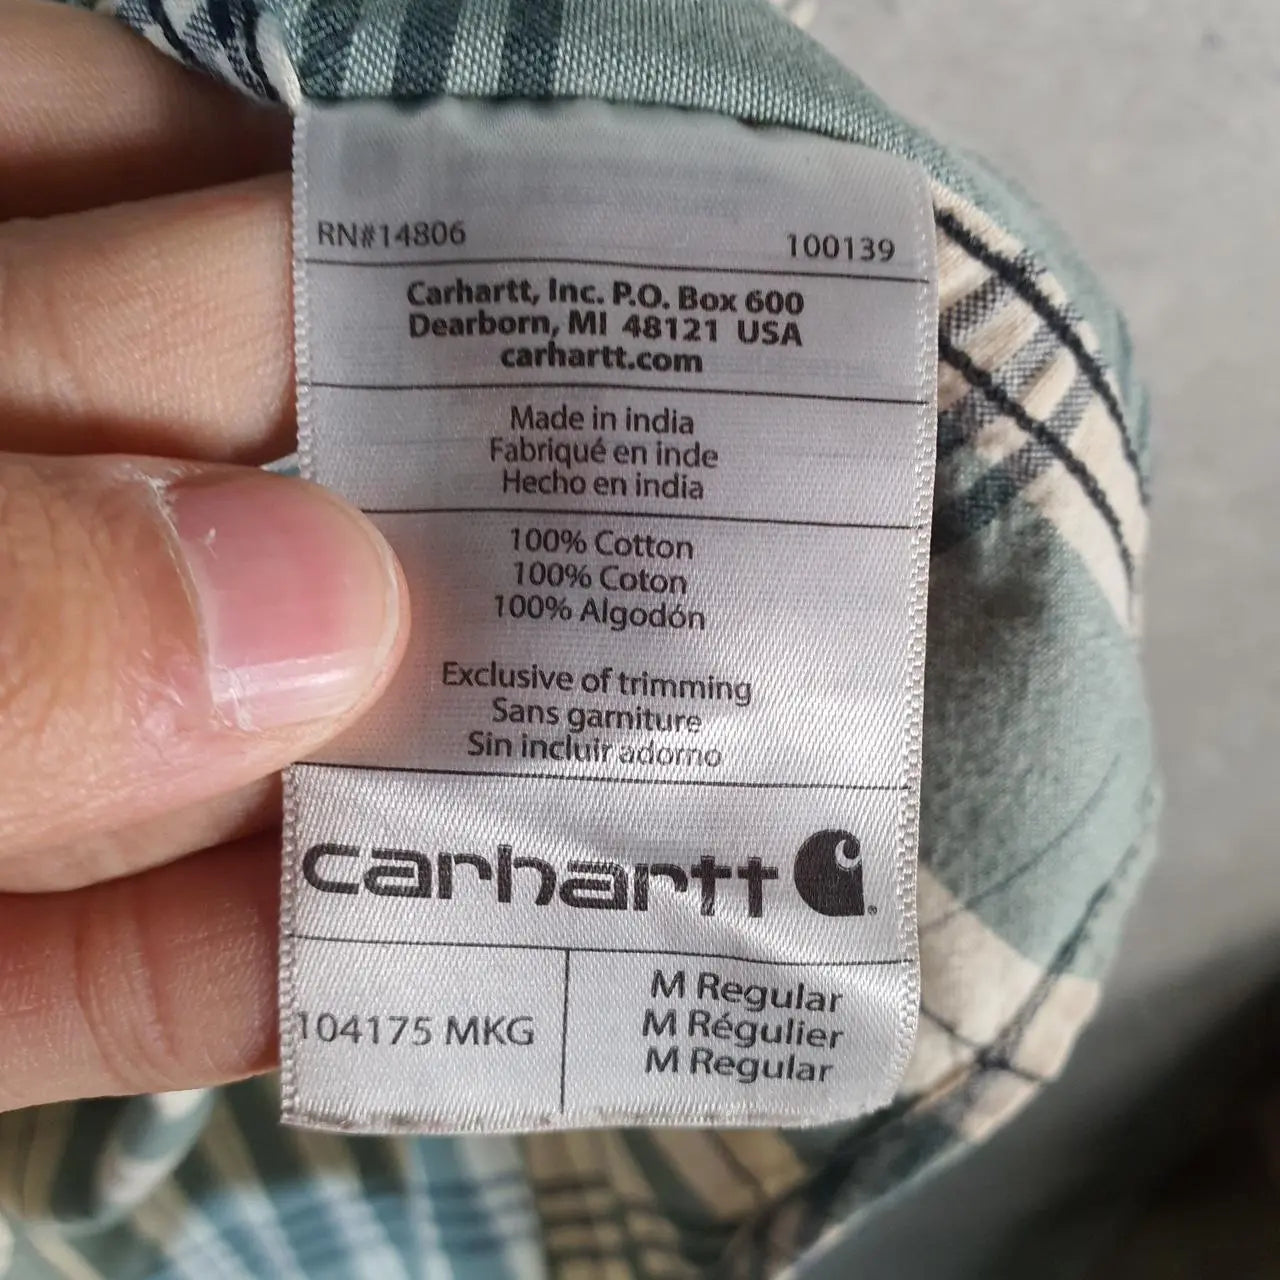 RN#14806 100139
Carhartt, Inc. P.O. Box 600
Dearborn, MI 48121 USA
carhartt.com
Made in india
Fabriqué en inde
Hecho en india
100% Cotton
100% Coton
100% Algodón
Exclusive of trimming
Sans garniture
Sin incluir adorno
carhartt
104175 MKG
M Regular
M Régulier
M Regular